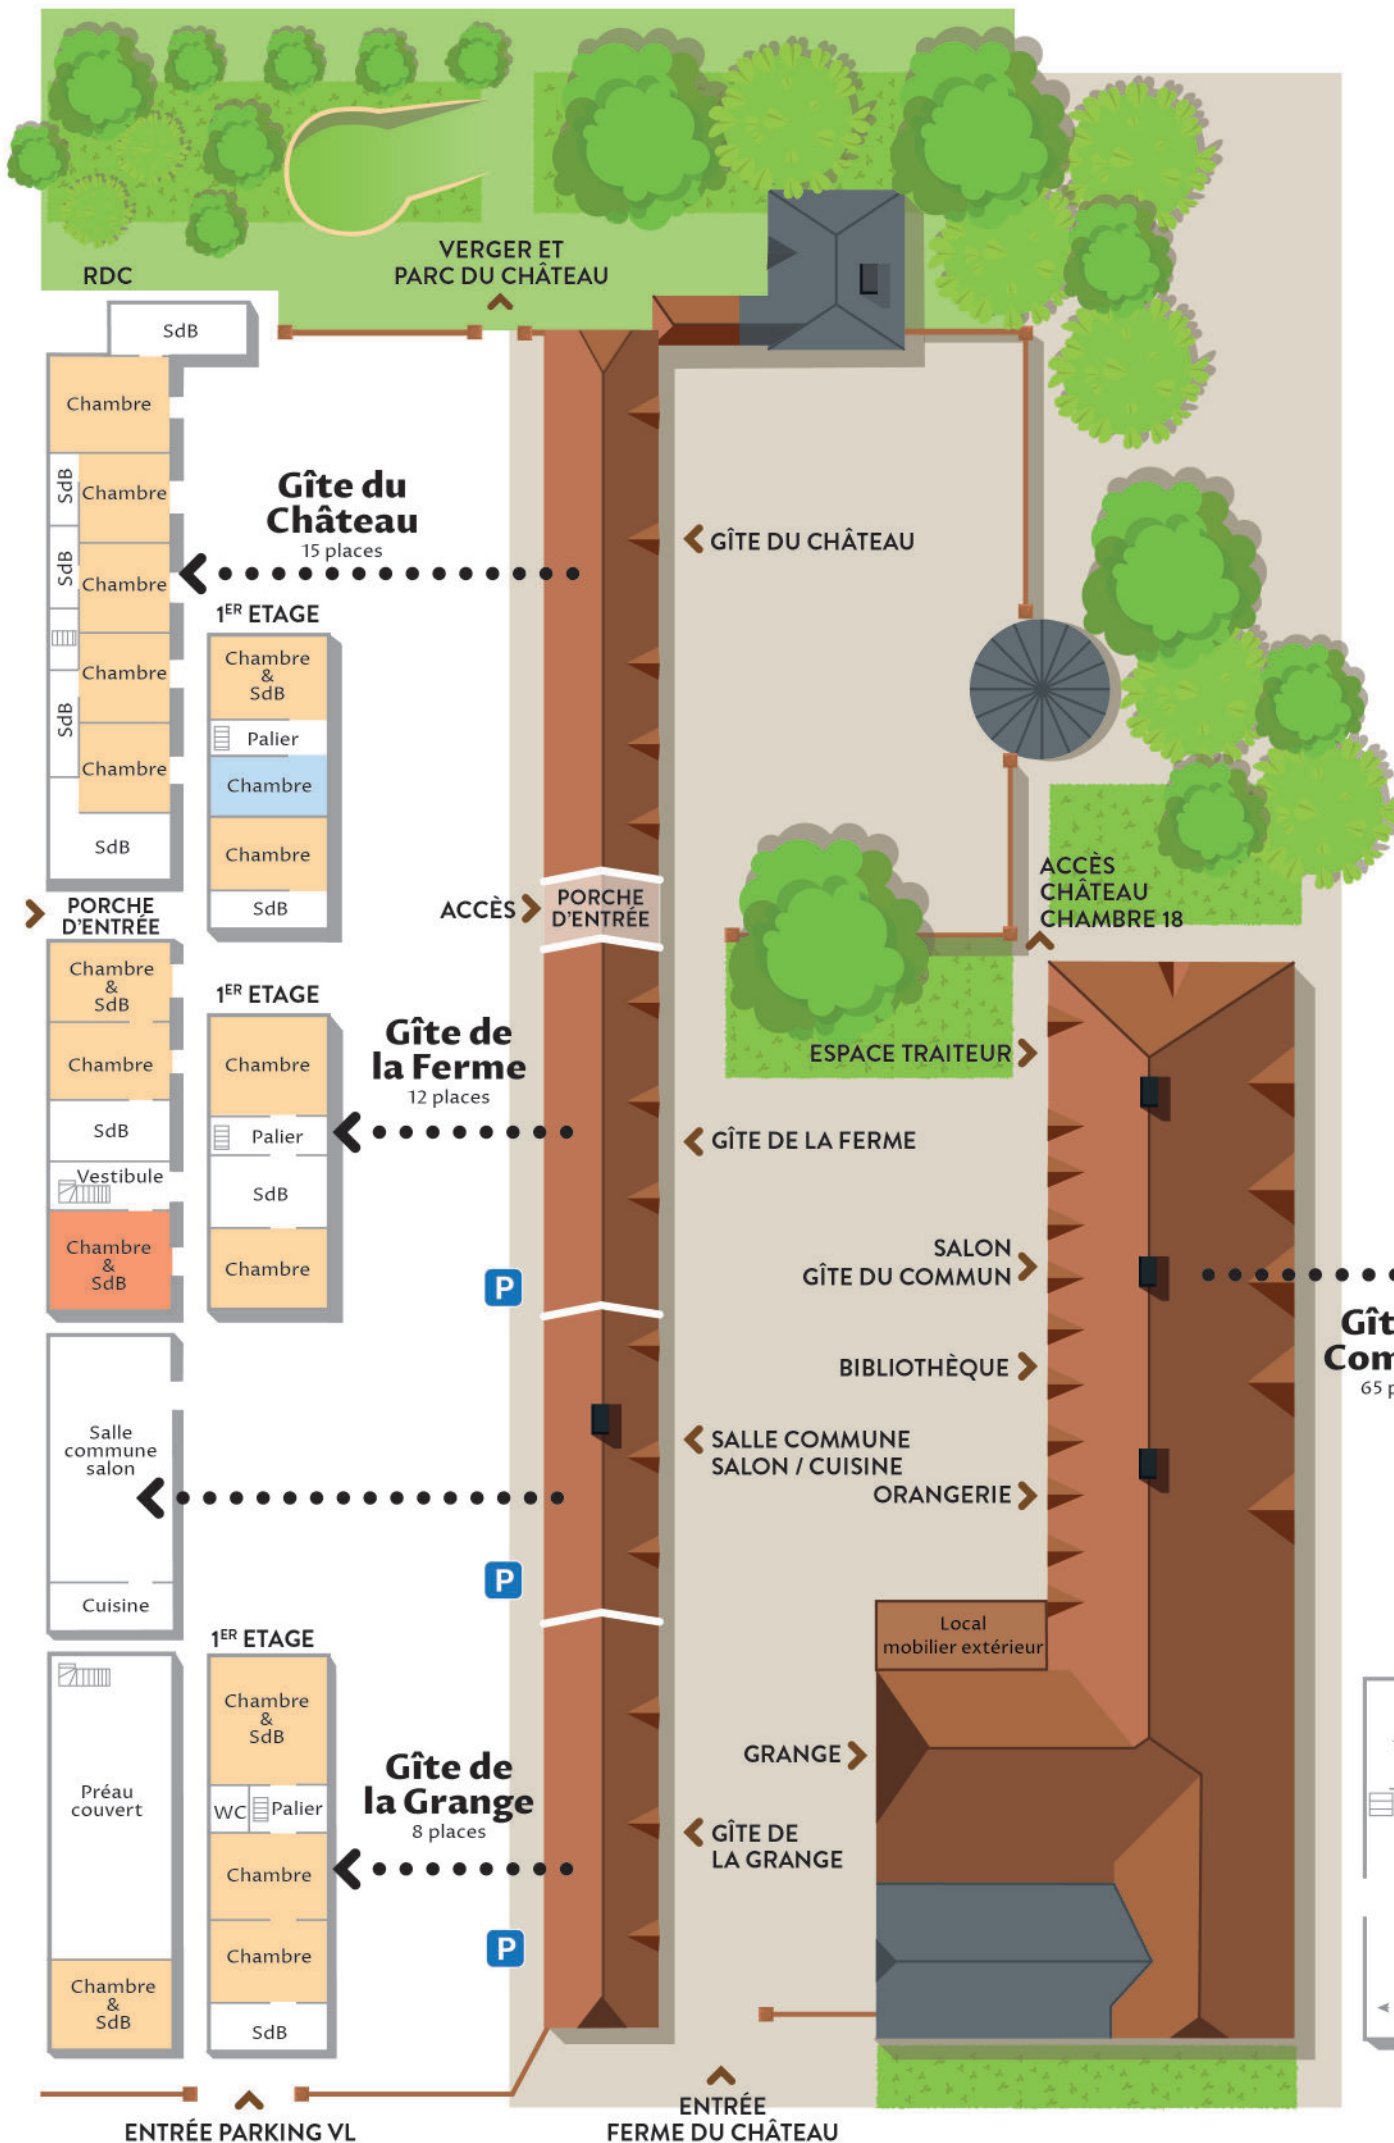 VERGER ET
PARC DU CHÂTEAU
RDC
SdB
Chambre
SdB
Chambre
SdB
Chambre
Chambre
SdB
Chambre
SdB
Gîte du
Château
15 places
1ER ETAGE
Chambre
&
SdB
Palier
Chambre
Chambre
SdB
GÎTE DU CHÂTEAU
PORCHE
D'ENTRÉE
ACCÈS
PORCHE
D'ENTRÉE
ACCÈS
CHÂTEAU
CHAMBRE 18
Chambre
&
SdB
Chambre
SdB
Vestibule
Chambre
&
SdB
1ER ETAGE
Chambre
Palier
SdB
Chambre
Gîte de
la Ferme
12 places
ESPACE TRAITEUR
GÎTE DE LA FERME
SALON
GÎTE DU COMMUN
P
BIBLIOTHÈQUE
Gît
Com
65 p
Salle
commune
salon
Cuisine
SALLE COMMUNE
SALON / CUISINE
ORANGERIE
P
Local
mobilier extérieur
1ER ETAGE
Préau
couvert
Chambre
&
SdB
Chambre
&
SdB
WC
Palier
Chambre
Chambre
SdB
Gîte de
la Grange
8 places
GRANGE
GÎTE DE
LA GRANGE
P
ENTRÉE PARKING VL
ENTRÉE
FERME DU CHÂTEAU